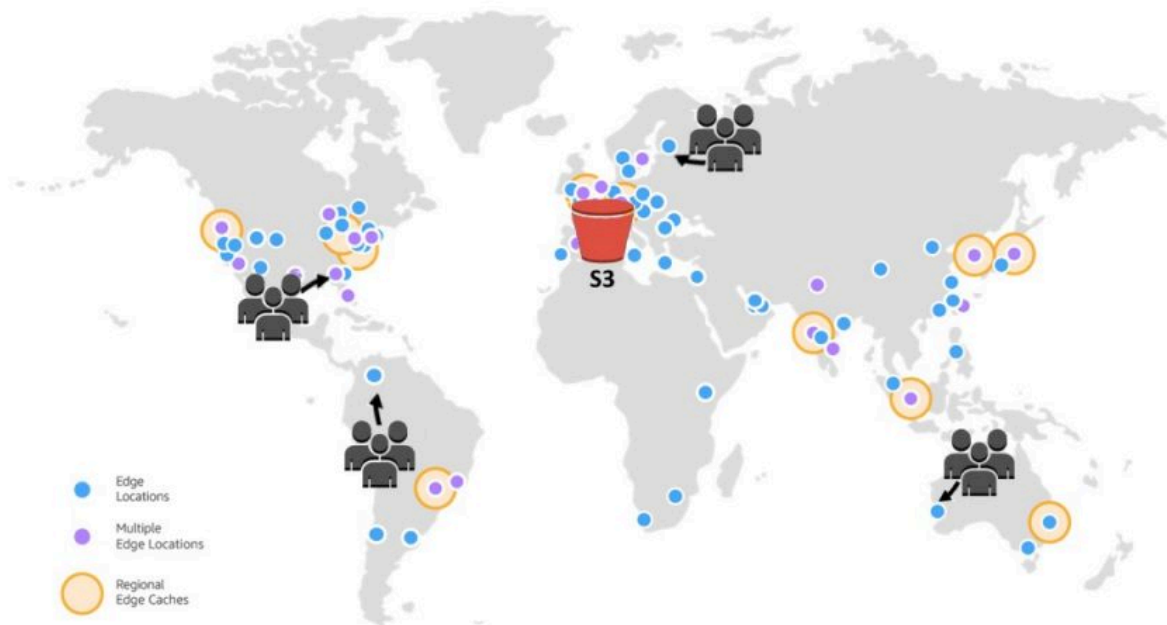 S3
Edge
Locations
Multiple
Edge Locations
Regional
Edge Caches